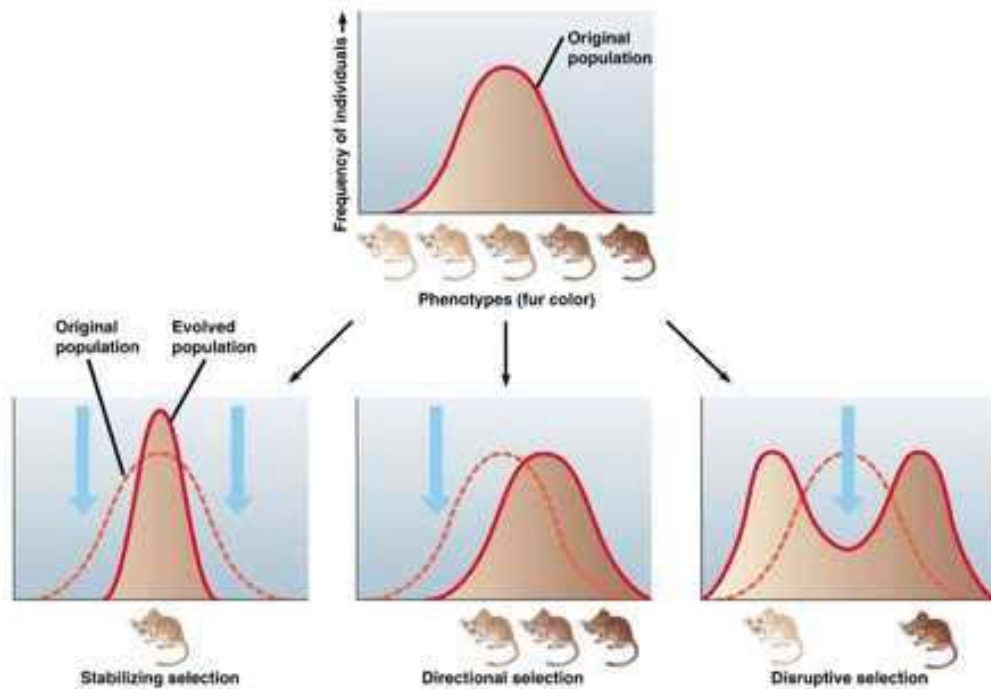 Frequency of individuals
Original
population
Phenotypes (fur color)
Original
population
Evolved
population
Stabilizing selection
Directional selection
Disruptive selection